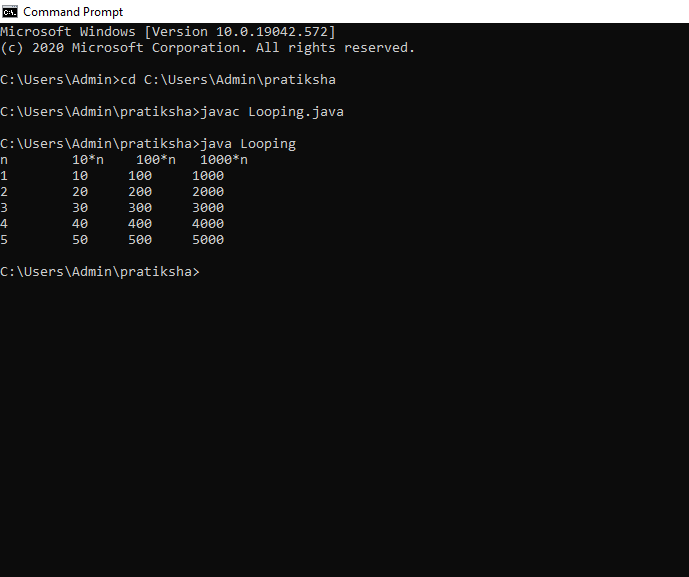 Command Prompt
Microsoft Windows [Version 10.0.19042.572]
(c) 2020 Microsoft Corporation. All rights reserved.
C:\Users\Admin>cd C:\Users\Admin\pratiksha
C:\Users\Admin\pratiksha>javac Looping.java
C:\Users\Admin\pratiksha>java Looping
n        10*n    100*n   1000*n
1        10     100     1000
2        20     200     2000
3        30     300     3000
4        40     400     4000
5        50     500     5000
C:\Users\Admin\pratiksha>